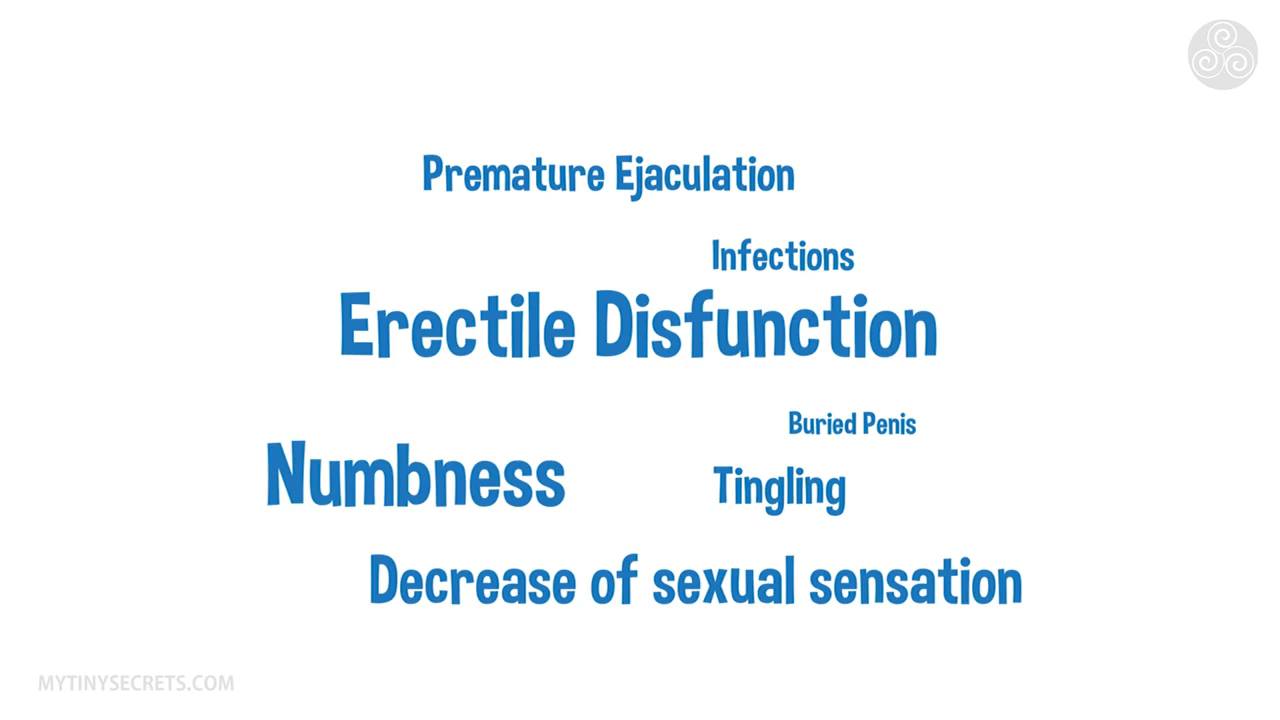 Premature Ejaculation
Infections
Erectile Disfunction
Buried Penis
Numbness
Tingling
Decrease of sexual sensation
MYTINYSECRETS.COM